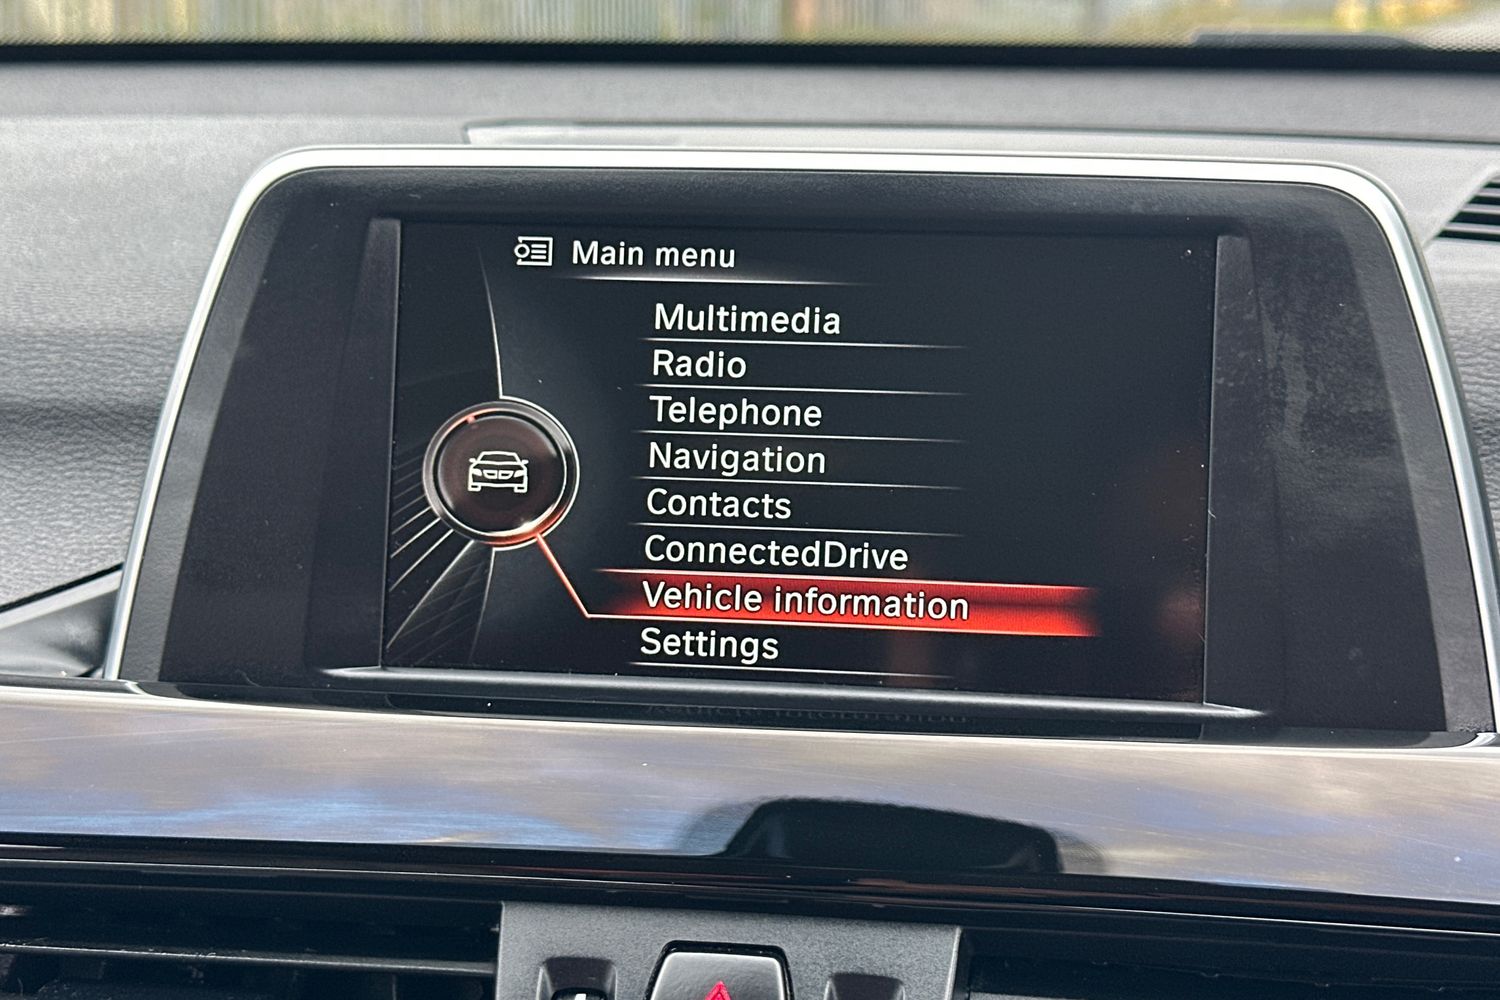 Main menu
Multimedia
Radio
Telephone
Navigation
Contacts
ConnectedDrive
Vehicle information
Settings